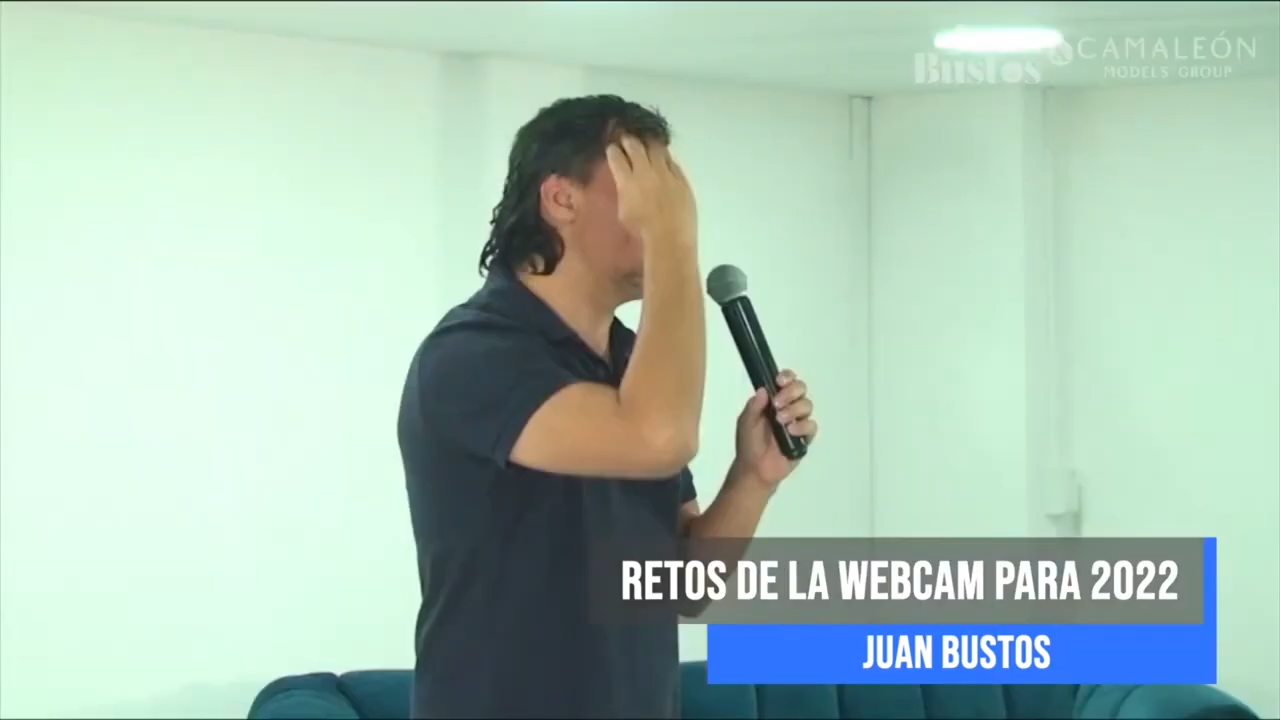 Bustos
CAMALEÓN
MODELS GROUP
RETOS DE LA WEBCAM PARA 2022
JUAN BUSTOS